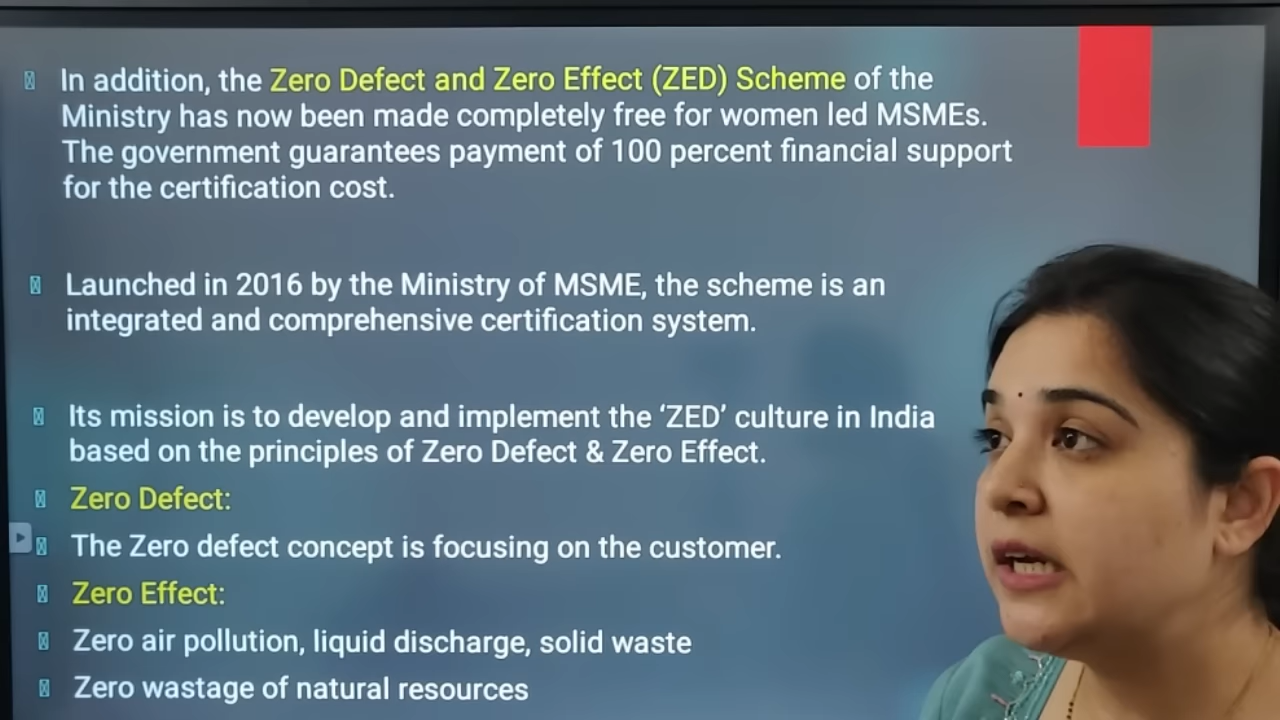 In addition, the Zero Defect and Zero Effect (ZED) Scheme of the
Ministry has now been made completely free for women led MSMEs.
The government guarantees payment of 100 percent financial support
for the certification cost.
Launched in 2016 by the Ministry of MSME, the scheme is an
integrated and comprehensive certification system.
Its mission is to develop and implement the ‘ZED’ culture in India
based on the principles of Zero Defect & Zero Effect.
Zero Defect:
The Zero defect concept is focusing on the customer.
Zero Effect:
Zero air pollution, liquid discharge, solid waste
Zero wastage of natural resources